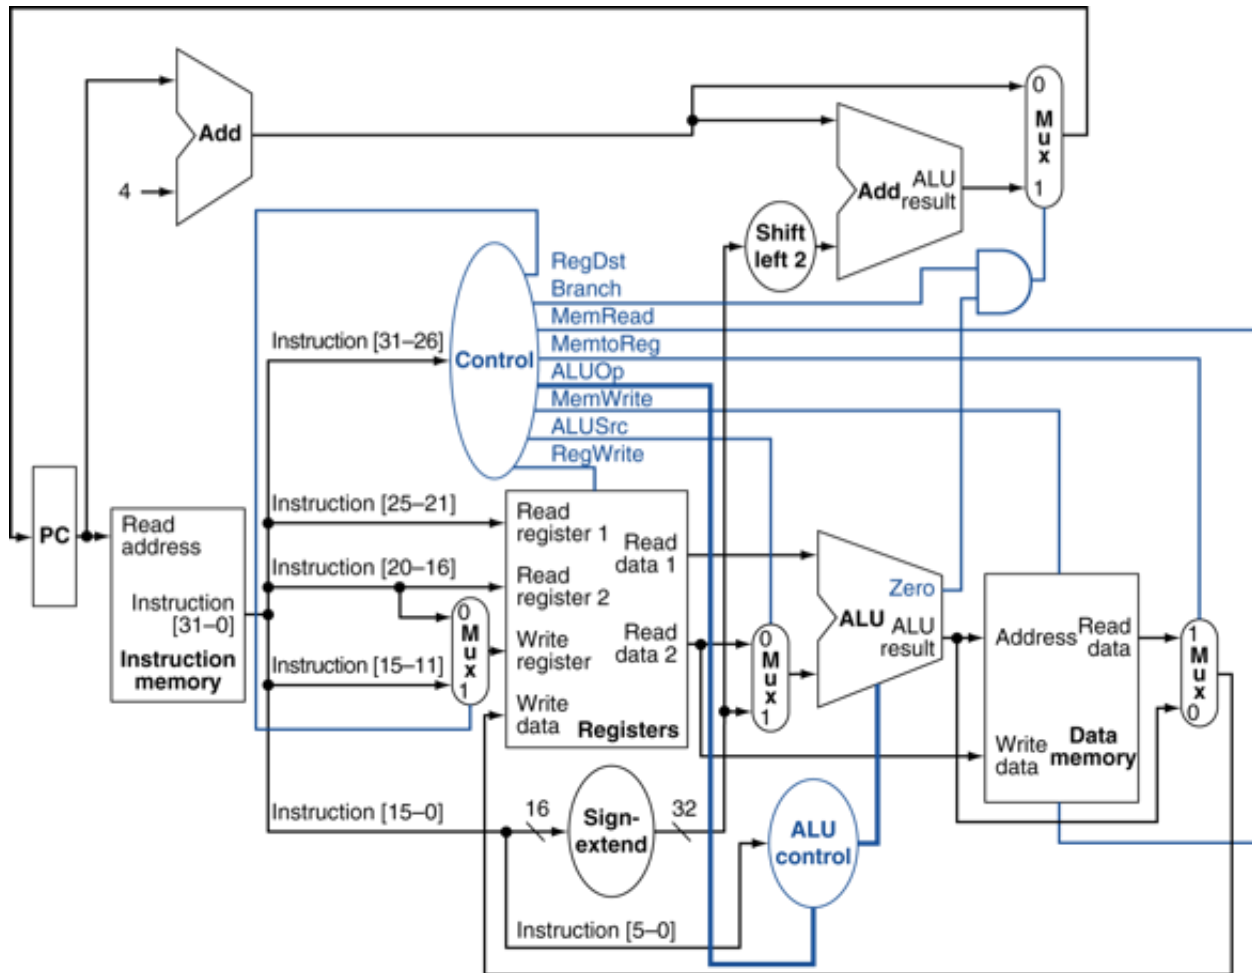 0
M
u
x
1
Add
4
Add
ALU
result
Shift
left 2
RegDst
Branch
MemRead
MemtoReg
ALUOp
MemWrite
ALUSrc
RegWrite
Control
Instruction [31–26]
Instruction [25–21]
Instruction [20–16]
Instruction [15–11]
Instruction [15–0]
Instruction [5–0]
PC
Read
address
Instruction
[31–0]
Instruction
memory
0
M
u
x
1
Read
register 1
Read
register 2
Write
register
Write
data
Read
data 1
Read
data 2
Registers
0
M
u
x
1
Zero
ALU
ALU
result
Address
Read
data
Write
data
Data
memory
1
M
u
x
0
16
Sign-
extend
32
ALU
control